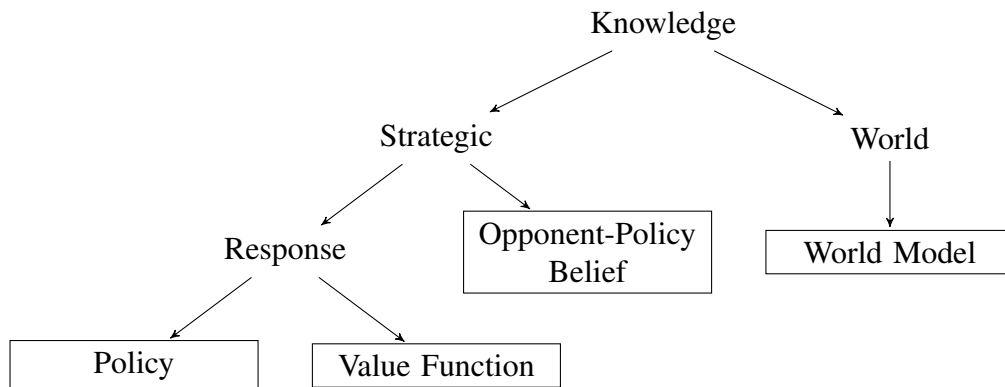 Knowledge
Strategic
World
Opponent-Policy
Belief
Response
World Model
Policy
Value Function